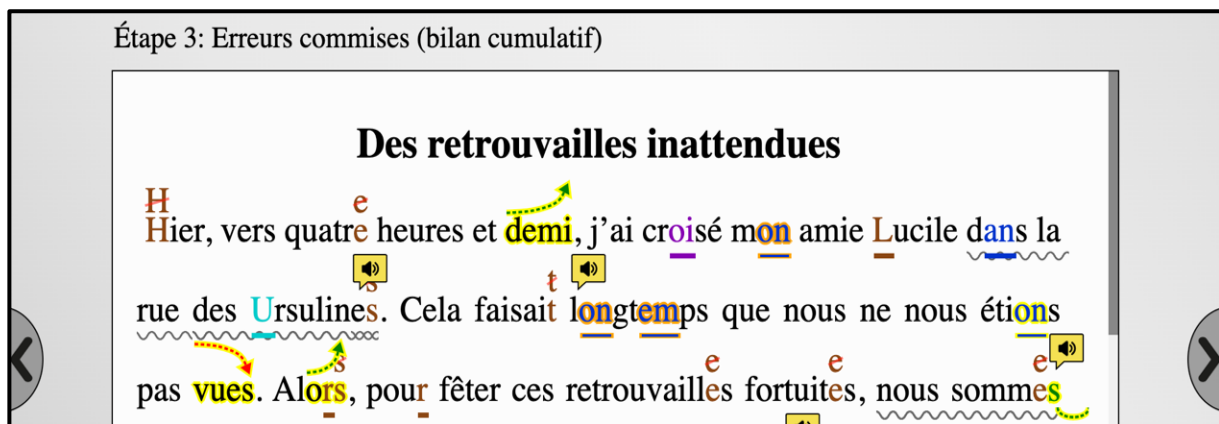 Étape 3: Erreurs commises (bilan cumulatif)
Des retrouvailles inattendues
H e
Hier, vers quatre heures et demi, j’ai croisé mon amie Lucile dans la
s t
rue des Ursulines. Cela faisait longtemps que nous ne nous étions
s e e e
pas vues. Alors, pour fêter ces retrouvailles fortuites, nous sommes